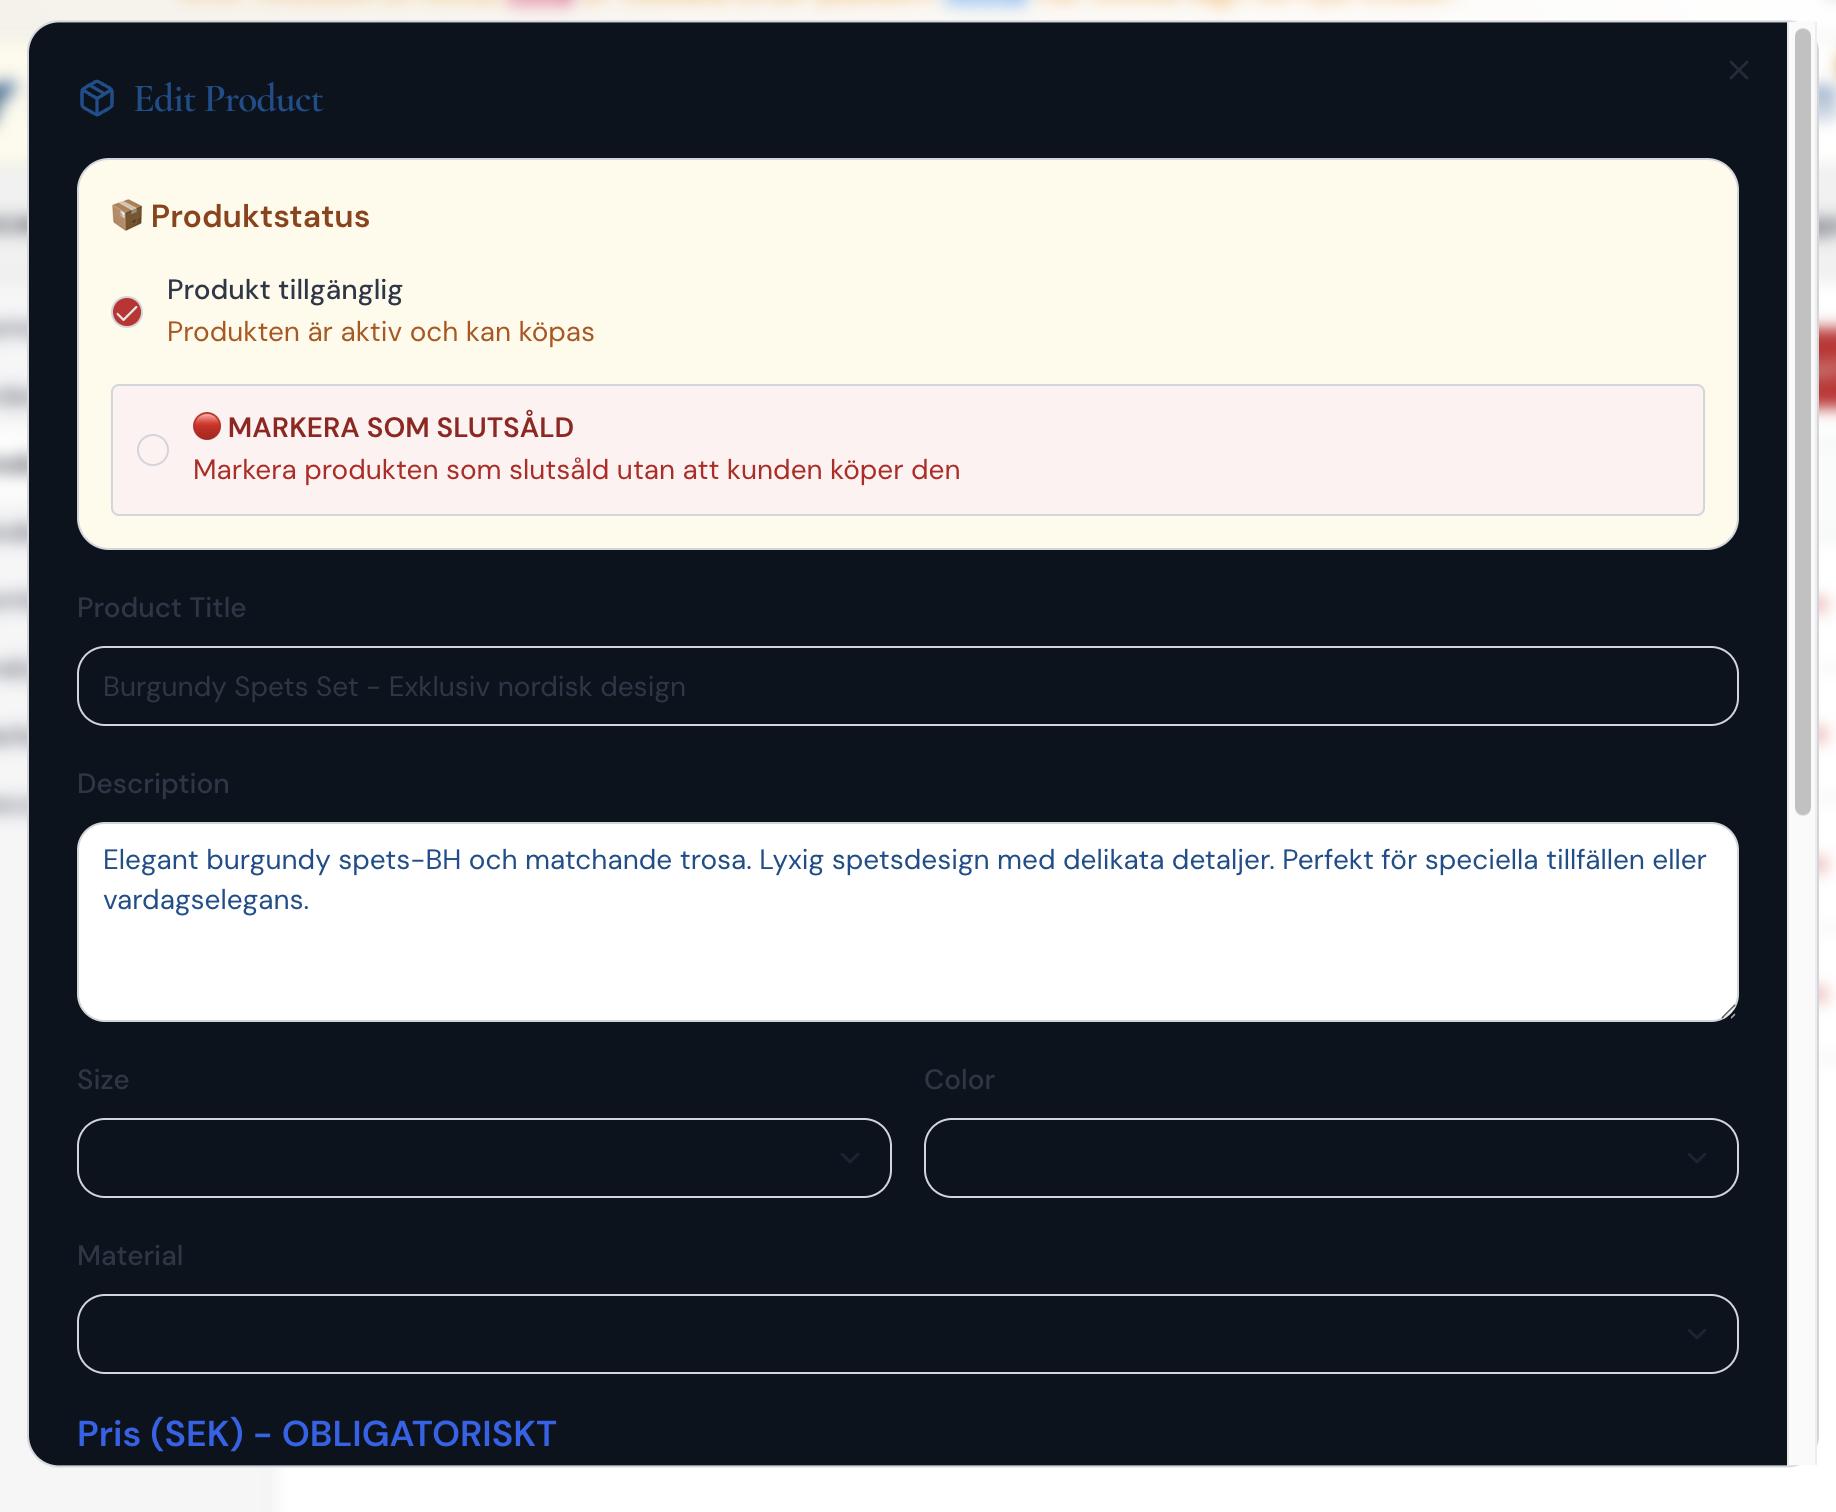 Edit Product
📦 Produktstatus
Produkt tillgänglig
Produkten är aktiv och kan köpas
🔴 MARKERA SOM SLUTSÅLD
Markera produkten som slutsåld utan att kunden köper den
Product Title
Burgundy Spets Set - Exklusiv nordisk design
Description
Elegant burgundy spets-BH och matchande trosa. Lyxig spetsdesign med delikata detaljer. Perfekt för speciella tillfällen eller
vardagselegans.
Size
Color
Material
Pris (SEK) - OBLIGATORISKT